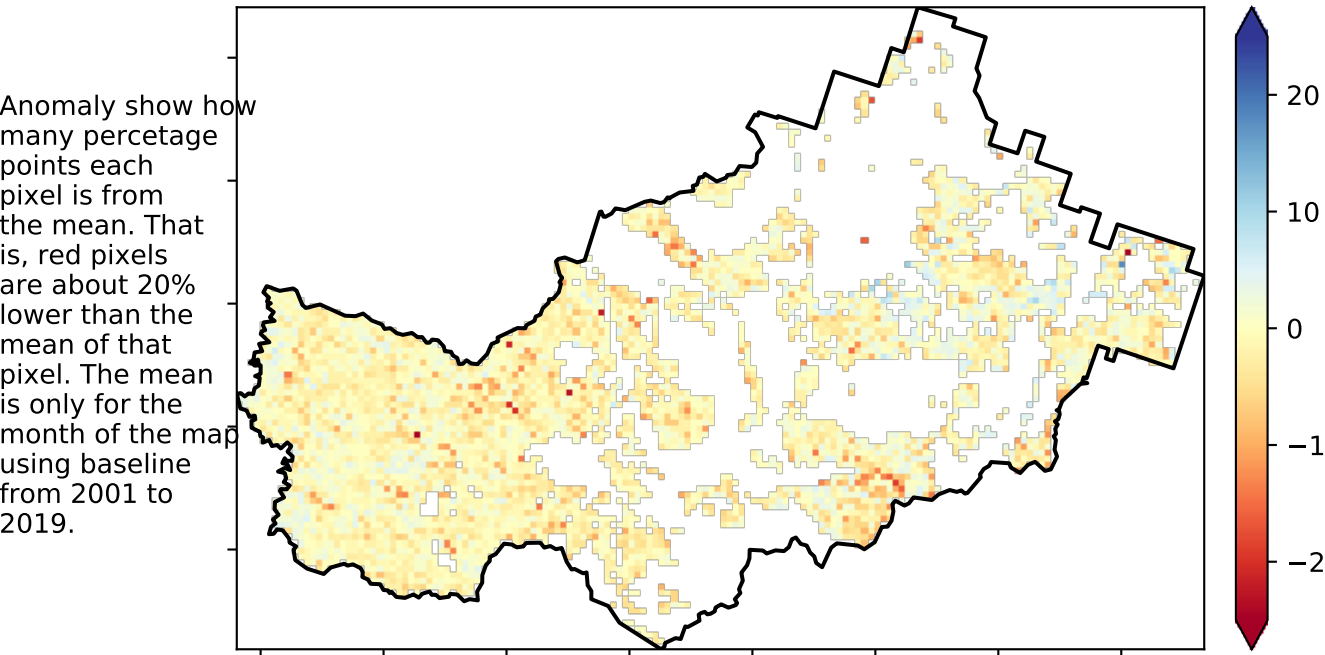 Anomaly show how
many percetage
points each
pixel is from
the mean. That
is, red pixels
are about 20%
lower than the
mean of that
pixel. The mean
is only for the
month of the map
using baseline
from 2001 to
2019.
20
10
0
−1
−2